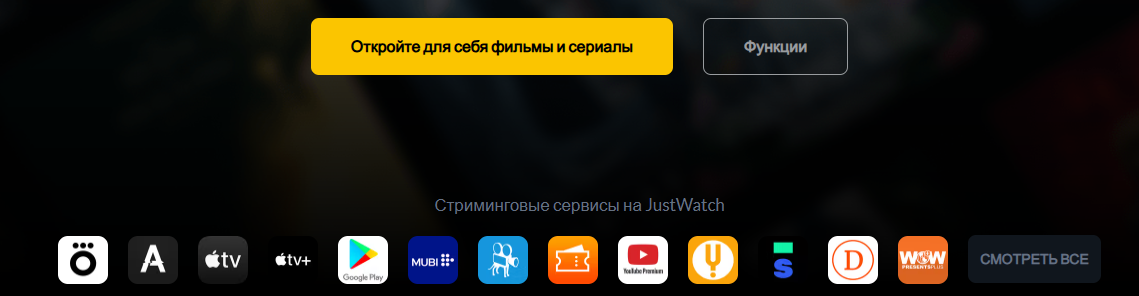 Откройте для себя фильмы и сериалы
Функции
Стриминговые сервисы на JustWatch
ӧ A tv tv+ Google Play MUBI YouTube Premium s D WOW PRESENTS PLUS СМОТРЕТЬ ВСЕ